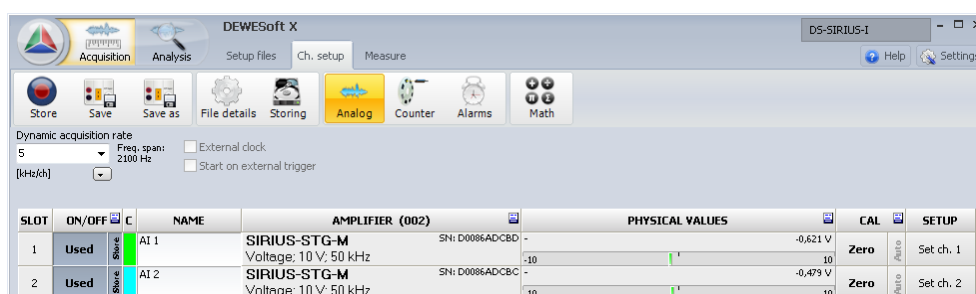 DEWESoft X
DS-SIRIUS-I
Acquisition
Analysis
Setup files
Ch. setup
Measure
Help
Settings
Store
Save
Save as
File details
Storing
Analog
Counter
Alarms
Math
Dynamic acquisition rate
5
Freq. span:
2100 Hz
[kHz/ch]
External clock
Start on external trigger
SLOT ON/OFF C NAME AMPLIFIER (002) PHYSICAL VALUES CAL SETUP
1 Used Store AI 1 SIRIUS-STG-M SN: D0086ADCBD - -0,621 V Zero Auto Set ch. 1
Voltage; 10 V; 50 kHz -10 10
2 Used Store AI 2 SIRIUS-STG-M SN: D0086ADCBC - -0,479 V Zero Auto Set ch. 2
Voltage; 10 V; 50 kHz -10 10